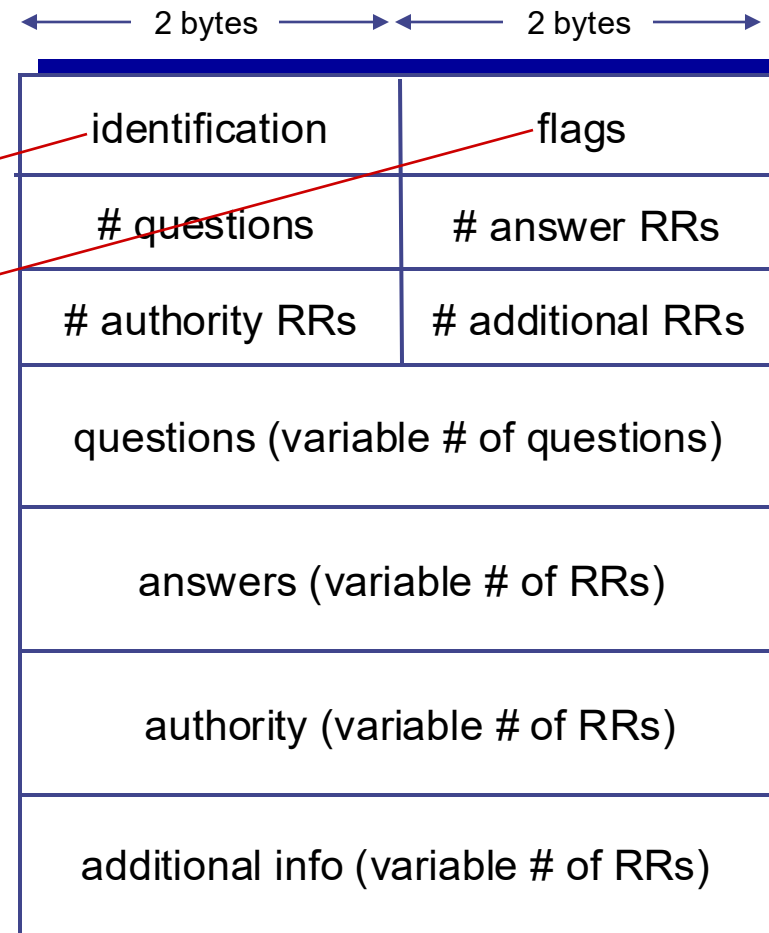 2 bytes 2 bytes
identification flags
# questions # answer RRs
# authority RRs # additional RRs
questions (variable # of questions)
answers (variable # of RRs)
authority (variable # of RRs)
additional info (variable # of RRs)